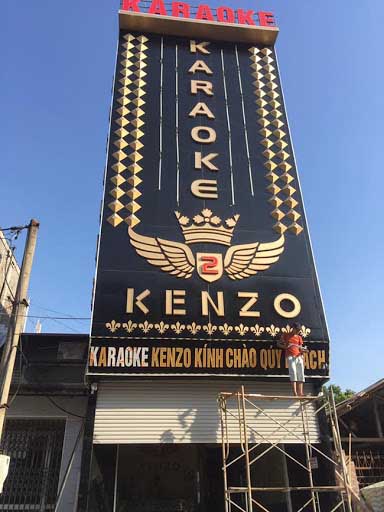 KARAOKE
KARAOKE
2
KENZO
KARAOKE KENZO KÍNH CHÀO QUÝ